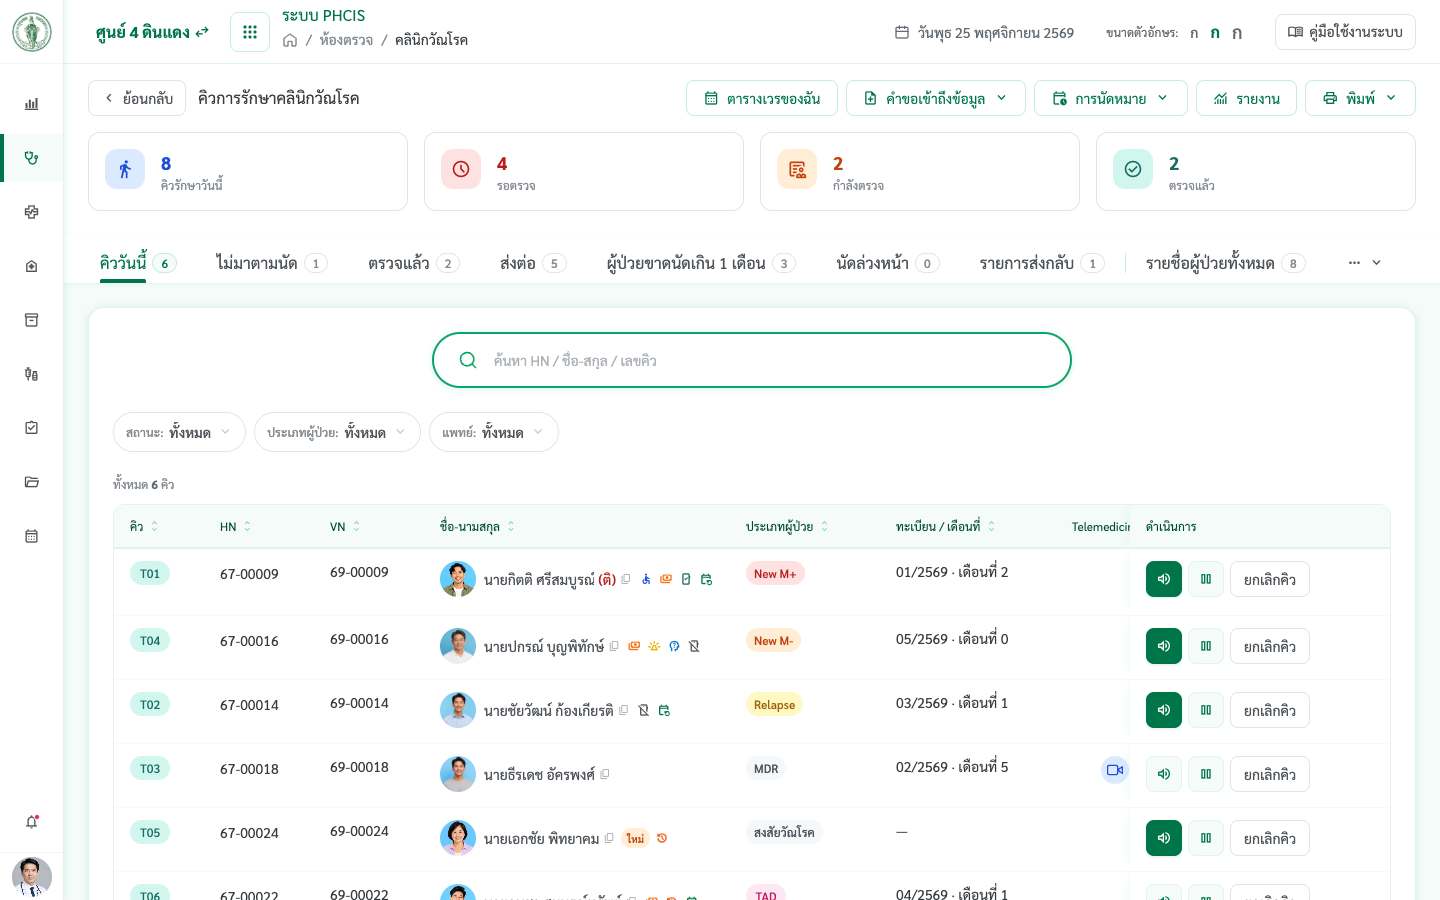 ศูนย์ 4 ดินแดง
ระบบ PHCIS
/ ห้องตรวจ / คลินิกวัณโรค
วันพุธ 25 พฤศจิกายน 2569
ขนาดตัวอักษร: ก ก ก
คู่มือใช้งานระบบ
ย้อนกลับ
คิวการรักษาคลินิกวัณโรค
ตารางเวรของฉัน
คำขอเข้าถึงข้อมูล
การนัดหมาย
รายงาน
พิมพ์
8
คิวรักษาวันนี้
4
รอตรวจ
2
กำลังตรวจ
2
ตรวจแล้ว
คิววันนี้ 6
ไม่มาตามนัด 1
ตรวจแล้ว 2
ส่งต่อ 5
ผู้ป่วยขาดนัดเกิน 1 เดือน 3
นัดล่วงหน้า 0
รายการส่งกลับ 1
รายชื่อผู้ป่วยทั้งหมด 8
ค้นหา HN / ชื่อ-สกุล / เลขคิว
สถานะ: ทั้งหมด
ประเภทผู้ป่วย: ทั้งหมด
แพทย์: ทั้งหมด
ทั้งหมด 6 คิว
คิว HN VN ชื่อ-นามสกุล ประเภทผู้ป่วย ทะเบียน / เดือนที่ Telemedicin ดำเนินการ
T01 67-00009 69-00009 นายกิตติ ศรีสมบูรณ์ (ติ) New M+ 01/2569 · เดือนที่ 2 ยกเลิกคิว
T04 67-00016 69-00016 นายปกรณ์ บุญพิทักษ์ New M- 05/2569 · เดือนที่ 0 ยกเลิกคิว
T02 67-00014 69-00014 นายชัยวัฒน์ ก้องเกียรติ Relapse 03/2569 · เดือนที่ 1 ยกเลิกคิว
T03 67-00018 69-00018 นายธีรเดช อัครพงศ์ MDR 02/2569 · เดือนที่ 5 ยกเลิกคิว
T05 67-00024 69-00024 นายเอกชัย พิทยาคม ใหม่ สงสัยวัณโรค — ยกเลิกคิว
T06 67-00022 69-00022 TAD 04/2569 · เดือนที่ 1